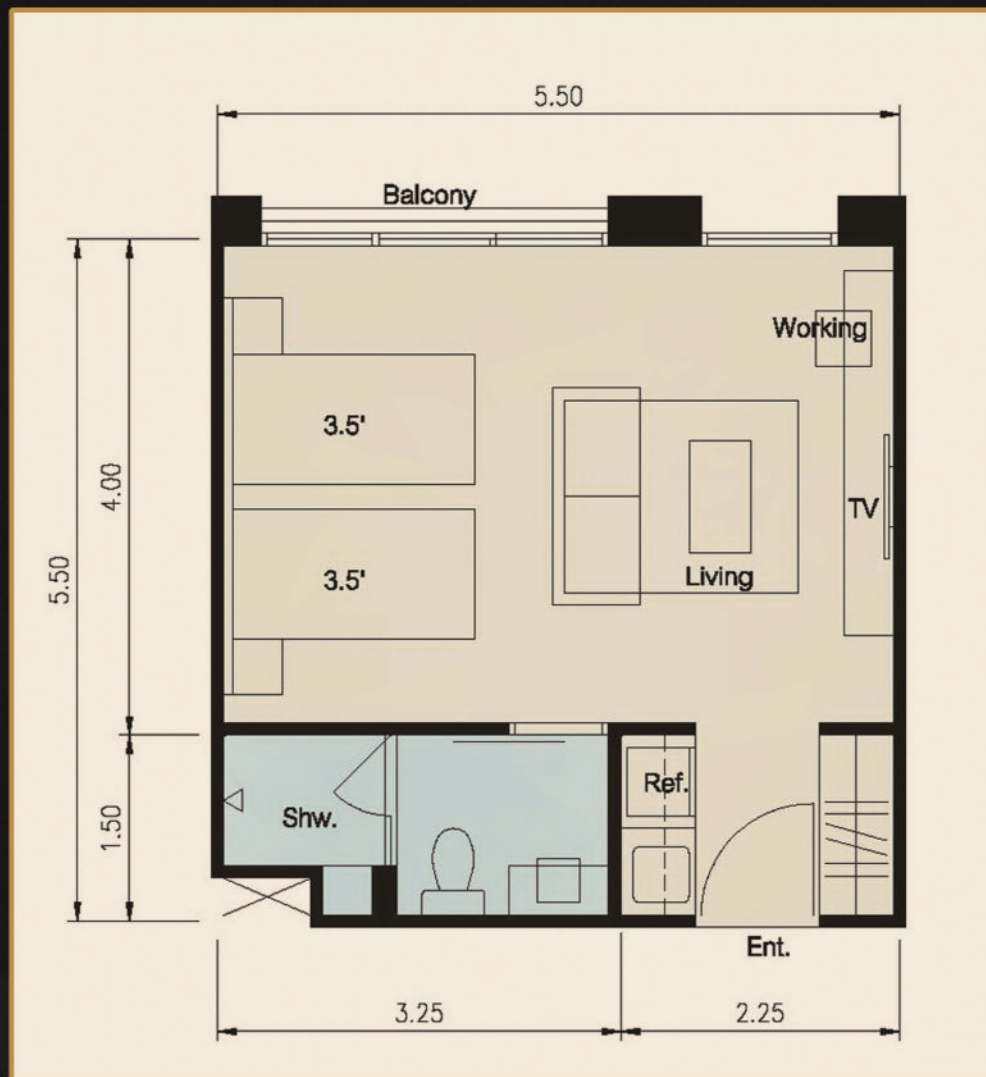 5.50
Balcony
Working
3.5'
4.00
TV
5.50
3.5'
Living
Ref.
Shw.
1.50
Ent.
3.25
2.25